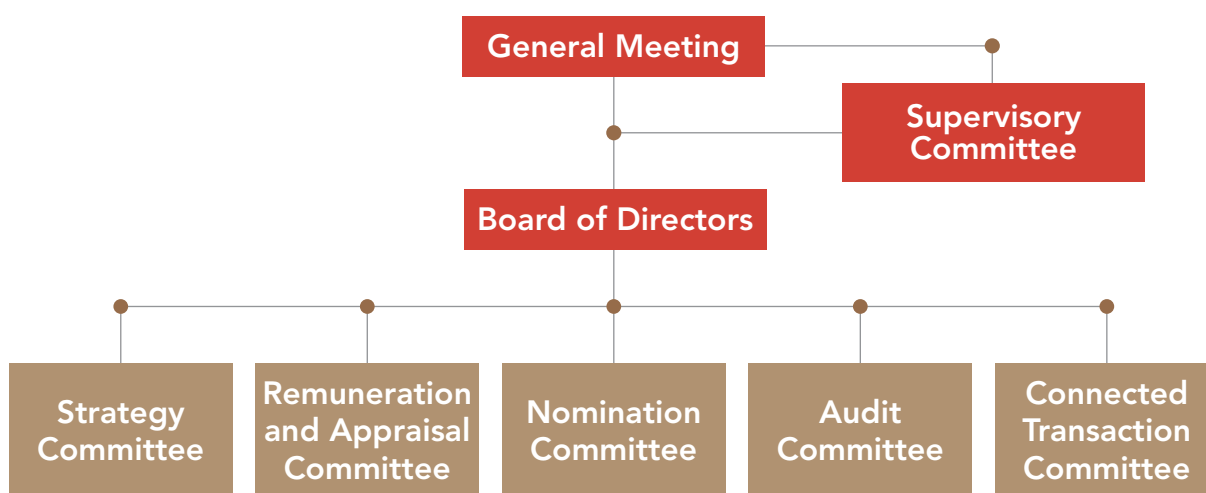 General Meeting
Supervisory
Committee
Board of Directors
Strategy
Committee
Remuneration
and Appraisal
Committee
Nomination
Committee
Audit
Committee
Connected
Transaction
Committee